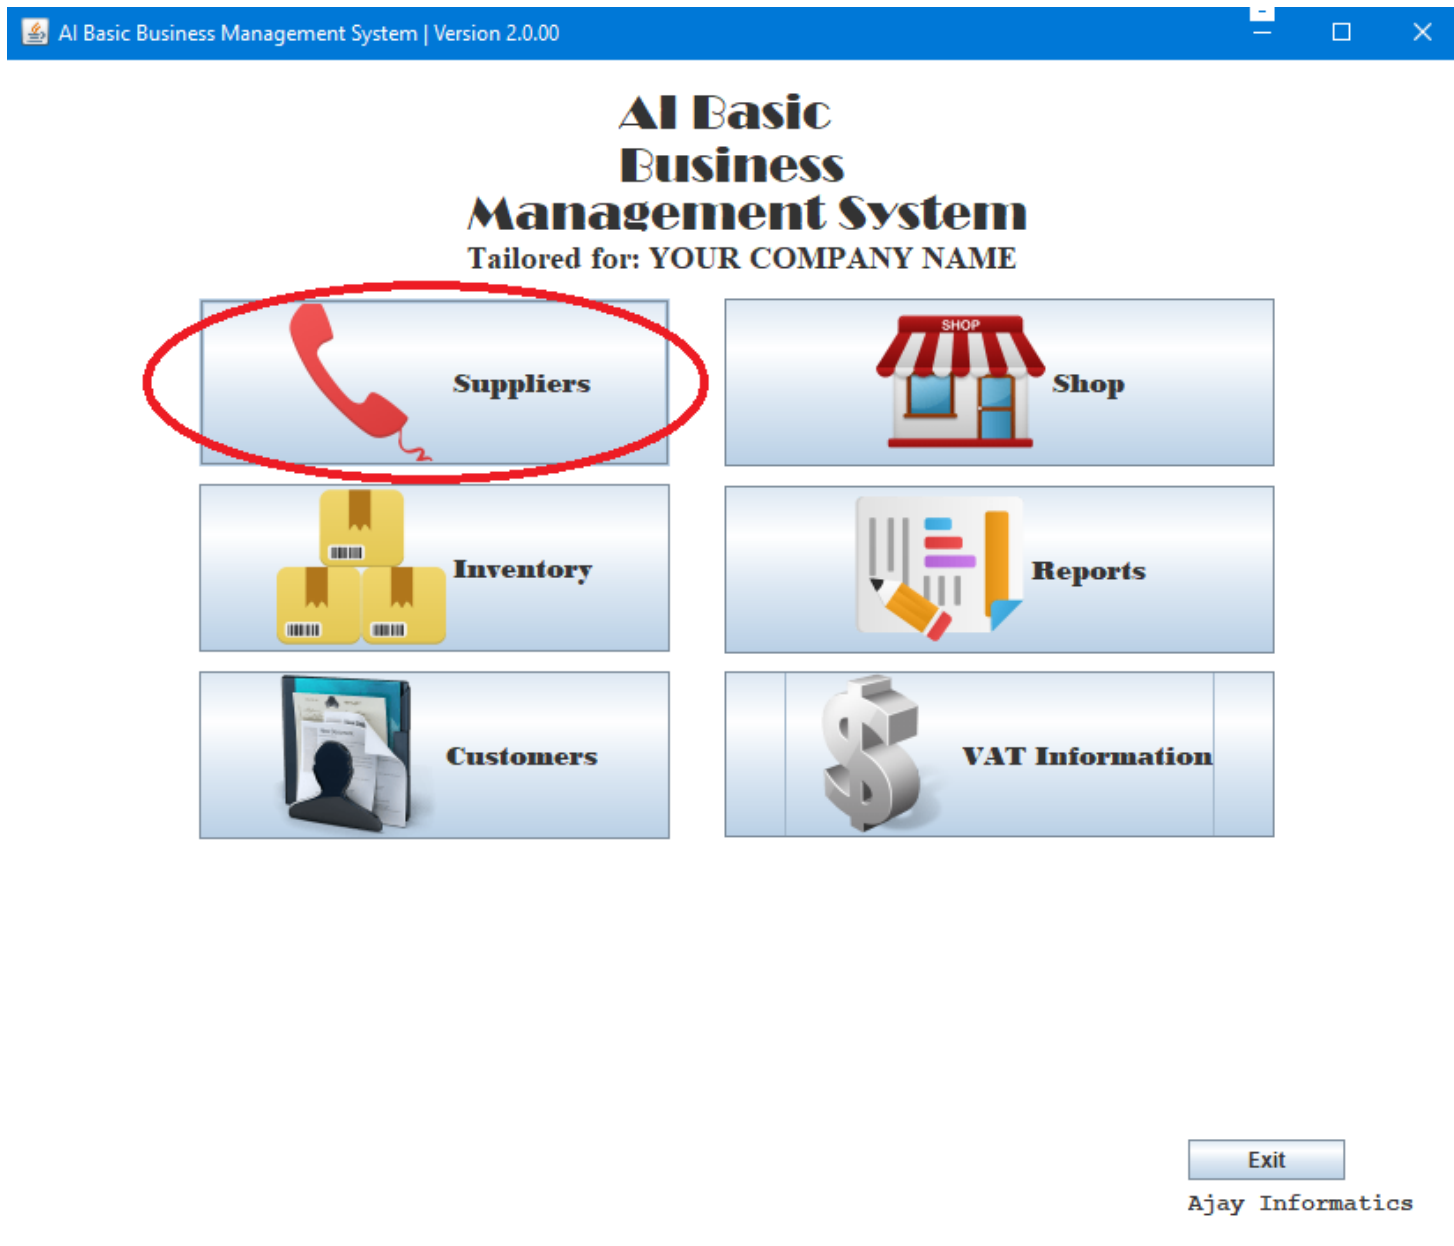 AI Basic Business Management System | Version 2.0.00
AI Basic
Business
Management System
Tailored for: YOUR COMPANY NAME
Suppliers
SHOP
Shop
Inventory
Reports
Customers
VAT Information
Exit
Ajay Informatics